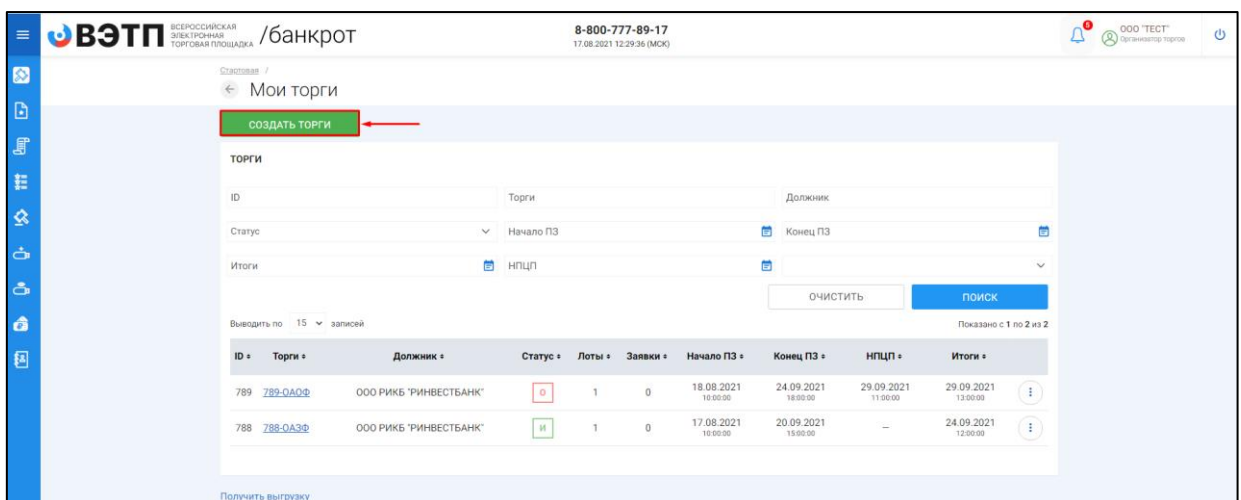 ВЭТП
ВСЕРОССИЙСКАЯ
ЭЛЕКТРОННАЯ
ТОРГОВАЯ ПЛОЩАДКА
/банкрот
8-800-777-89-17
17.08.2021 12:29:36 (МСК)
ООО "ТЕСТ"
Организатор торгов
Стартовая /
← Мои торги
СОЗДАТЬ ТОРГИ
ТОРГИ
ID Торги Должник
Статус Начало ПЗ Конец ПЗ
Итоги НПЦП
ОЧИСТИТЬ ПОИСК
Выводить по 15 записей Показано с 1 по 2 из 2
ID Торги Должник Статус Лоты Заявки Начало ПЗ Конец ПЗ НПЦП Итоги
789 789-ОАОФ ООО РИКБ "РИНВЕСТБАНК" О 1 0 18.08.2021 24.09.2021 29.09.2021 29.09.2021
10:00:00 18:00:00 11:00:00 13:00:00
788 788-ОАЗФ ООО РИКБ "РИНВЕСТБАНК" И 1 0 17.08.2021 20.09.2021 – 24.09.2021
10:00:00 15:00:00 12:00:00
Получить выгрузку